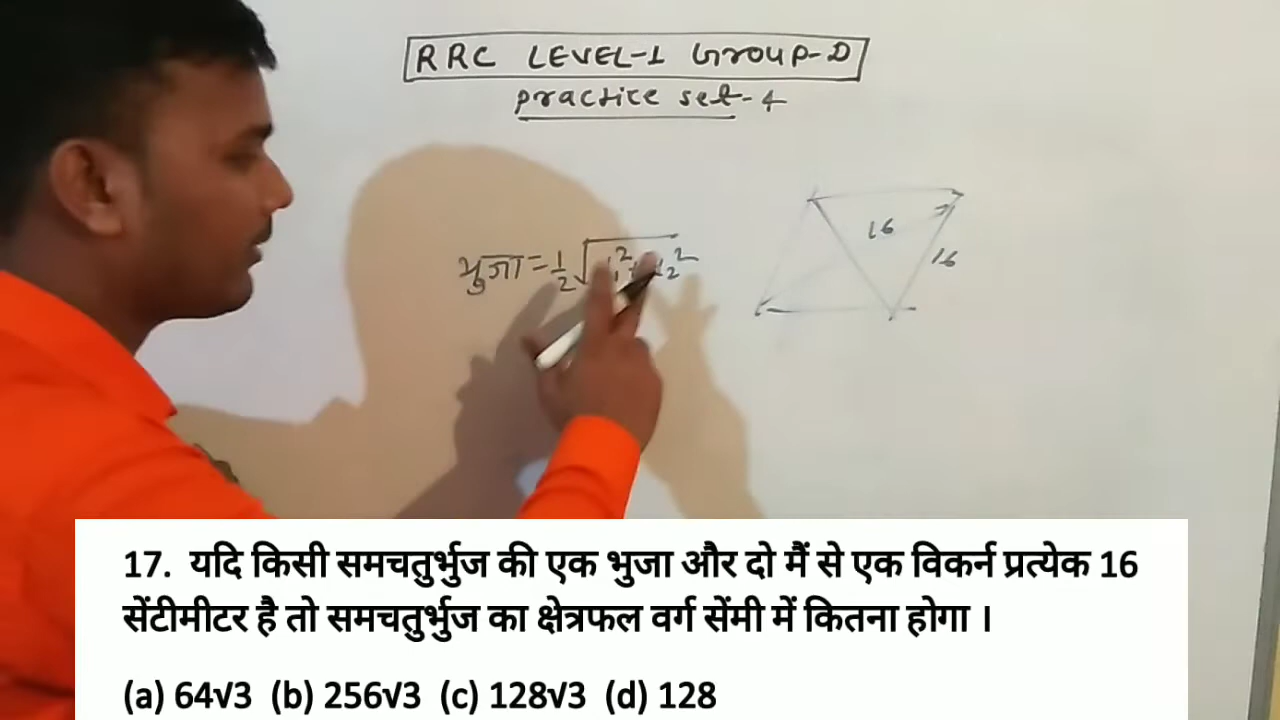 RRC LEVEL-1 Group-D
practice set-4
भुजा = 1/2 √
16
16
17. यदि किसी समचतुर्भुज की एक भुजा और दो मैं से एक विकर्न प्रत्येक 16
सेंटीमीटर है तो समचतुर्भुज का क्षेत्रफल वर्ग सेंमी में कितना होगा ।
(a) 64√3 (b) 256√3 (c) 128√3 (d) 128